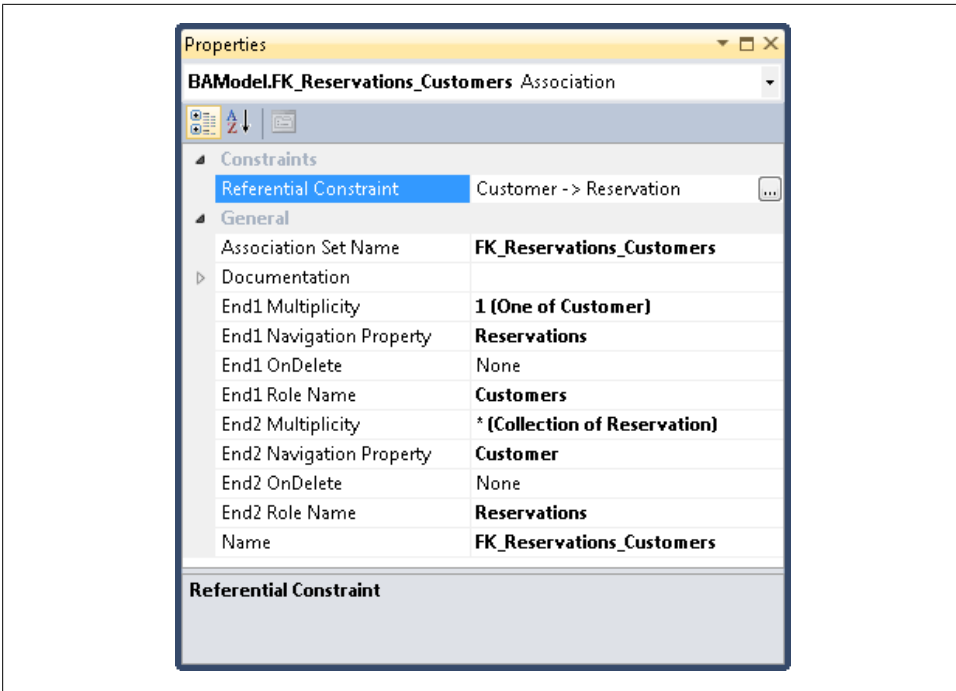 Properties
BAModel.FK_Reservations_Customers Association
A Z
Constraints
Referential Constraint Customer -> Reservation ...
General
Association Set Name FK_Reservations_Customers
Documentation
End1 Multiplicity 1 (One of Customer)
End1 Navigation Property Reservations
End1 OnDelete None
End1 Role Name Customers
End2 Multiplicity * (Collection of Reservation)
End2 Navigation Property Customer
End2 OnDelete None
End2 Role Name Reservations
Name FK_Reservations_Customers
Referential Constraint